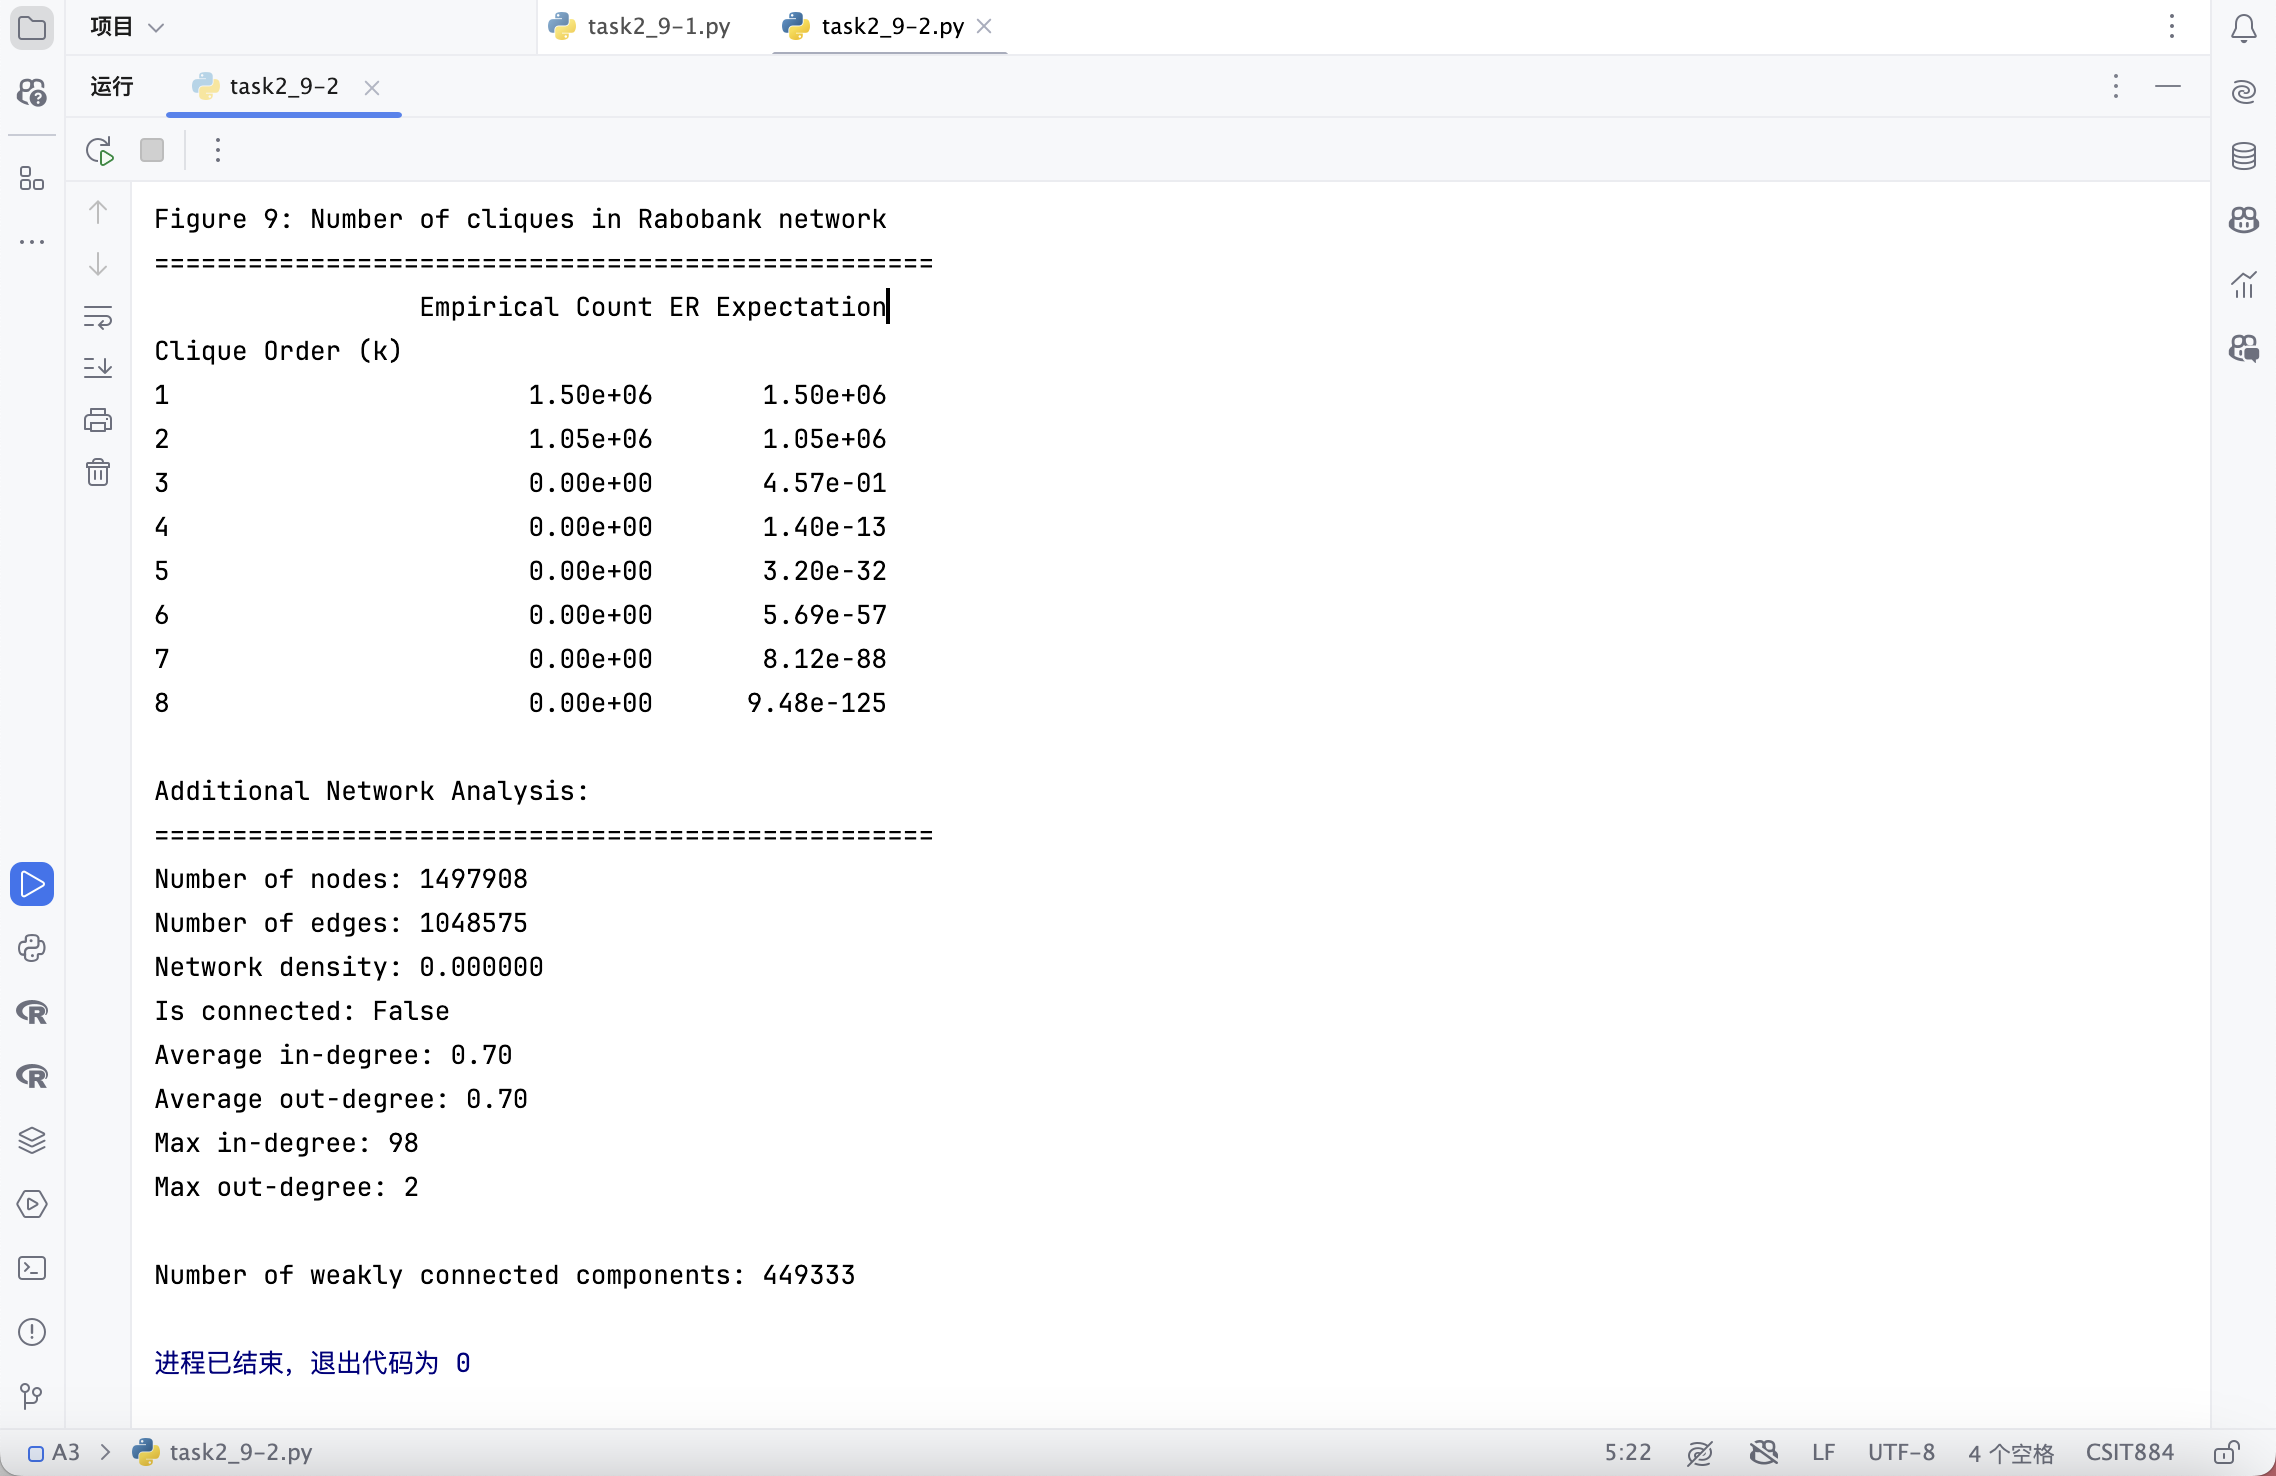 项目
task2_9-1.py
task2_9-2.py
运行
task2_9-2
Figure 9: Number of cliques in Rabobank network
==================================================
Empirical Count ER Expectation
Clique Order (k)
1 1.50e+06 1.50e+06
2 1.05e+06 1.05e+06
3 0.00e+00 4.57e-01
4 0.00e+00 1.40e-13
5 0.00e+00 3.20e-32
6 0.00e+00 5.69e-57
7 0.00e+00 8.12e-88
8 0.00e+00 9.48e-125
Additional Network Analysis:
==================================================
Number of nodes: 1497908
Number of edges: 1048575
Network density: 0.000000
Is connected: False
Average in-degree: 0.70
Average out-degree: 0.70
Max in-degree: 98
Max out-degree: 2
Number of weakly connected components: 449333
进程已结束，退出代码为 0
A3 > task2_9-2.py
5:22 LF UTF-8 4 个空格 CSIT884